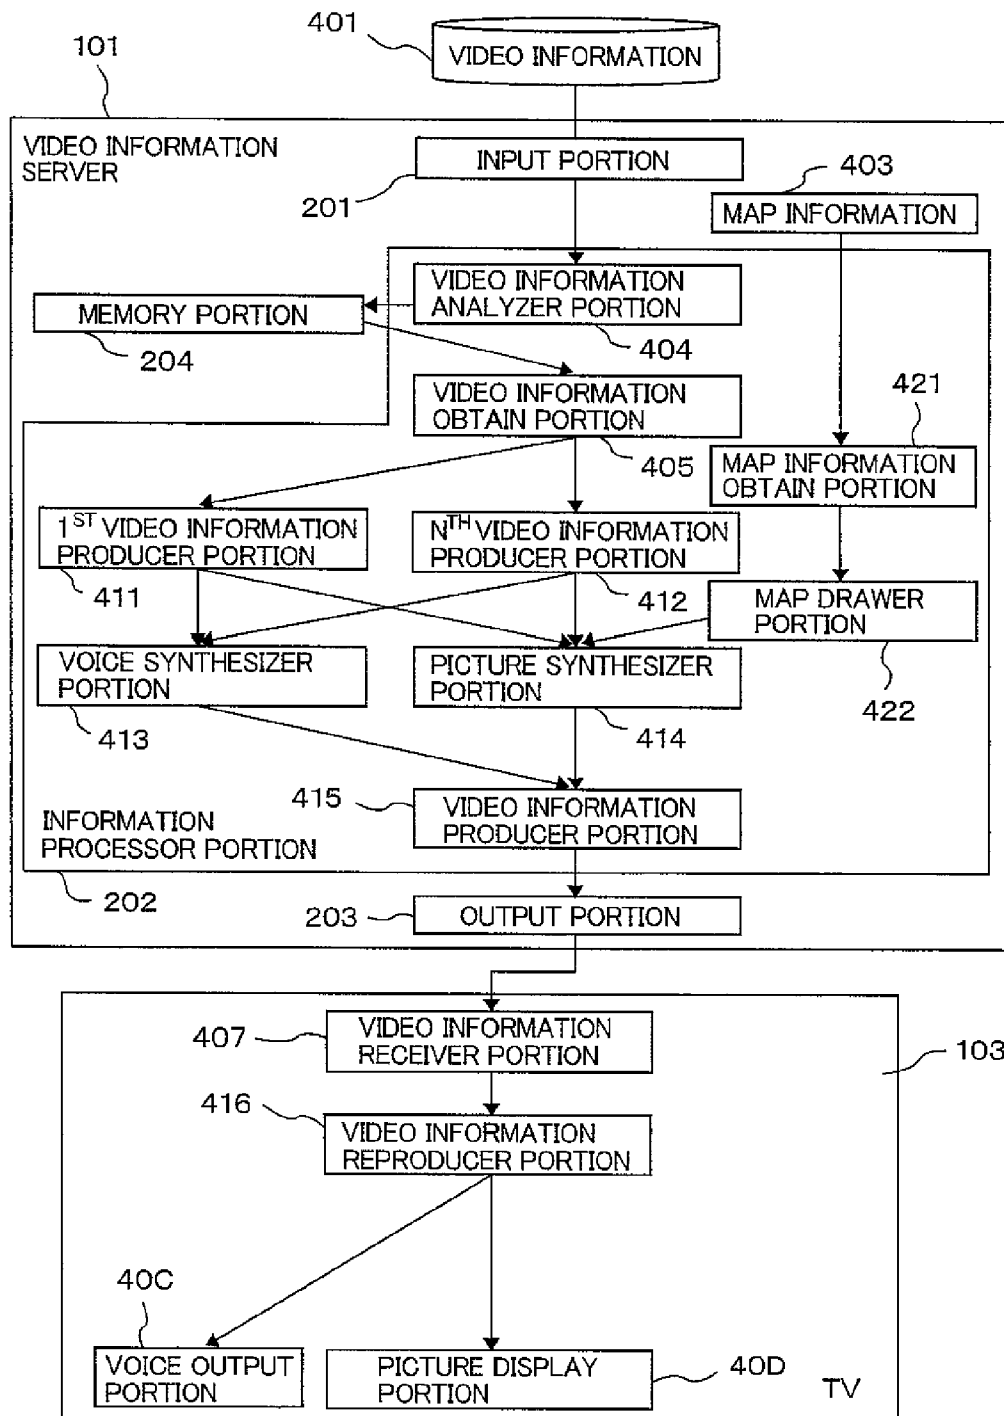 401
VIDEO INFORMATION
101
VIDEO INFORMATION
SERVER
INPUT PORTION
201
403
MAP INFORMATION
VIDEO INFORMATION
ANALYZER PORTION
MEMORY PORTION
204
404
VIDEO INFORMATION
OBTAIN PORTION
421
405
MAP INFORMATION
OBTAIN PORTION
1ST VIDEO INFORMATION
PRODUCER PORTION
NTH VIDEO INFORMATION
PRODUCER PORTION
411
412
MAP DRAWER
PORTION
VOICE SYNTHESIZER
PORTION
PICTURE SYNTHESIZER
PORTION
422
413
414
415
VIDEO INFORMATION
PRODUCER PORTION
INFORMATION
PROCESSOR PORTION
202
203
OUTPUT PORTION
407
VIDEO INFORMATION
RECEIVER PORTION
103
416
VIDEO INFORMATION
REPRODUCER PORTION
40C
VOICE OUTPUT
PORTION
PICTURE DISPLAY
PORTION
40D
TV